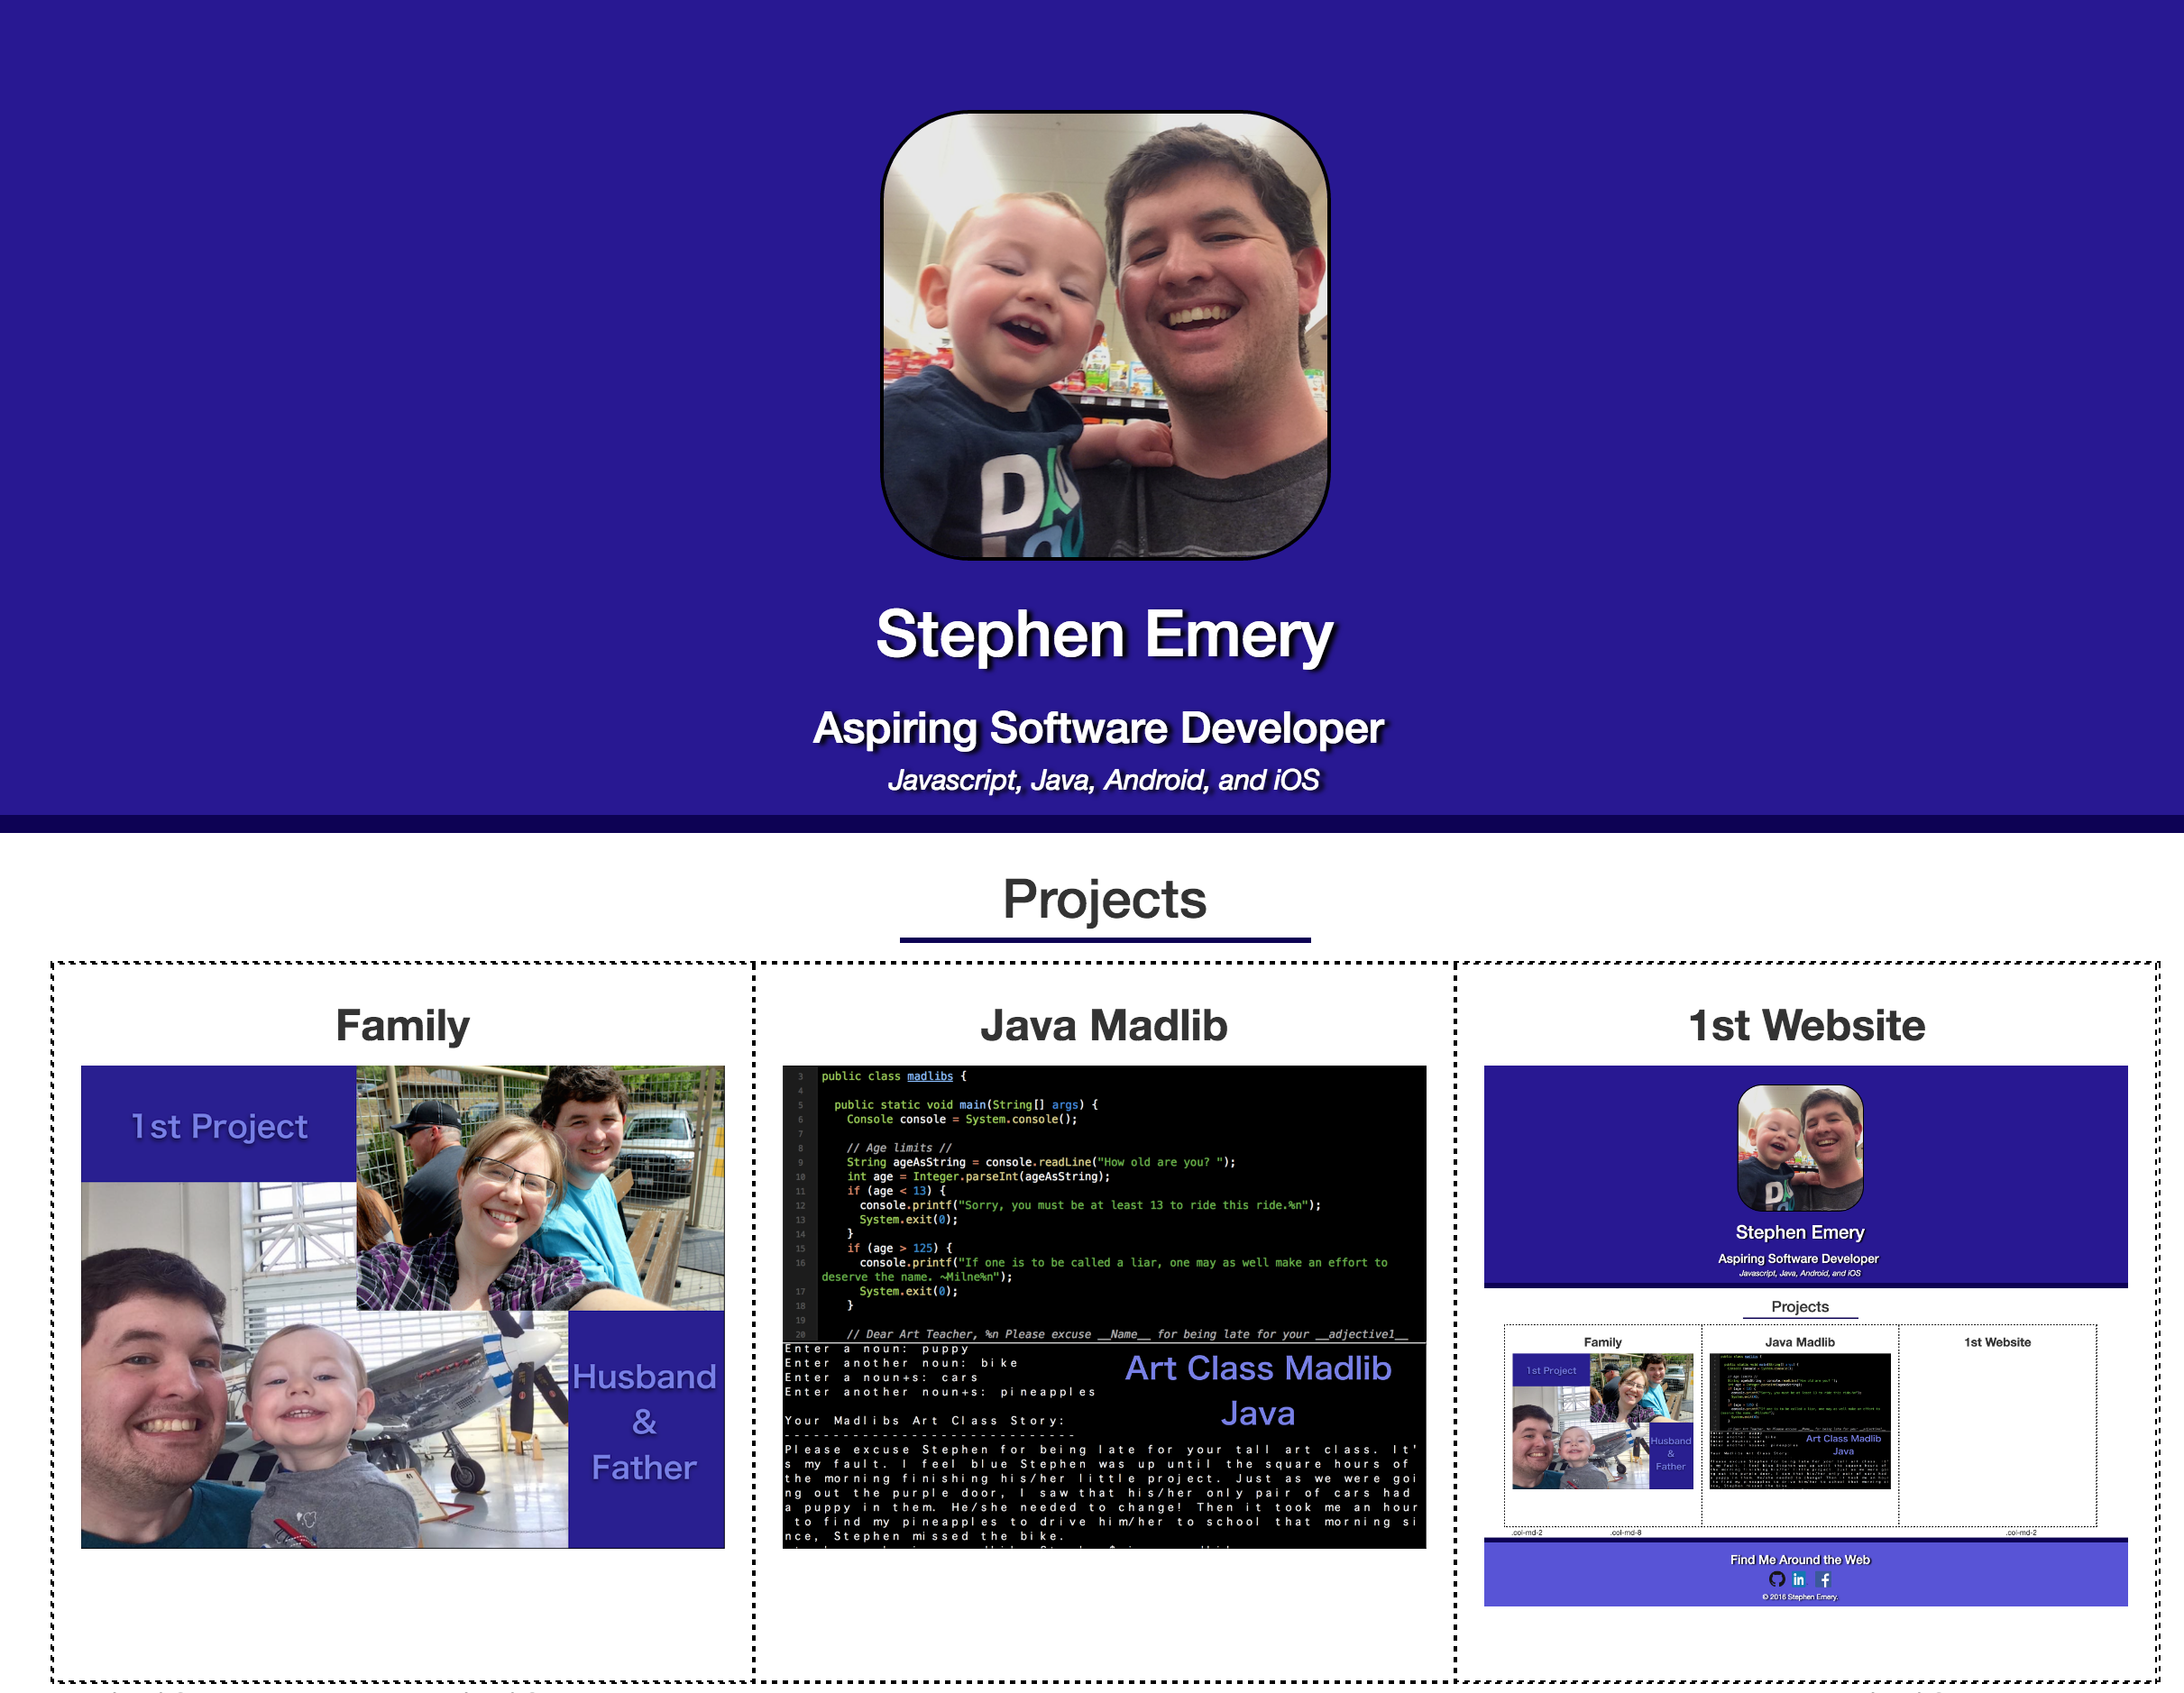 Stephen Emery
Aspiring Software Developer
Javascript, Java, Android, and iOS
Projects
Family
1st Project
Husband
&
Father
Java Madlib
3 public class madlibs {
4
5 public static void main(String[] args) {
6 Console console = System.console();
7
8 // Age limits //
9 String ageAsString = console.readLine("How old are you? ");
10 int age = Integer.parseInt(ageAsString);
11 if (age < 13) {
12 console.printf("Sorry, you must be at least 13 to ride this ride.%n");
13 System.exit(0);
14 }
15 if (age > 125) {
16 console.printf("If one is to be called a liar, one may as well make an effort to
deserve the name. ~Milne%n");
17 System.exit(0);
18 }
19
20 // Dear Art Teacher, %n Please excuse __Name__ for being late for your __adjective1__
Enter a noun: puppy
Enter another noun: bike
Enter a noun+s: cars
Enter another noun+s: pineapples
Art Class Madlib
Java
Your Madlibs Art Class Story:
-----------------------------
Please excuse Stephen for being late for your tall art class. It'
s my fault. I feel blue Stephen was up until the square hours of
the morning finishing his/her little project. Just as we were goi
ng out the purple door, I saw that his/her only pair of cars had
a puppy in them. He/she needed to change! Then it took me an hour
to find my pineapples to drive him/her to school that morning si
nce, Stephen missed the bike.
1st Website
Stephen Emery
Aspiring Software Developer
Javascript, Java, Android, and iOS
Projects
Family
Java Madlib
1st Website
1st Project
Husband
&
Father
Art Class Madlib
Java
.col-md-2
.col-md-8
.col-md-2
Find Me Around the Web
in
f
© 2016 Stephen Emery.